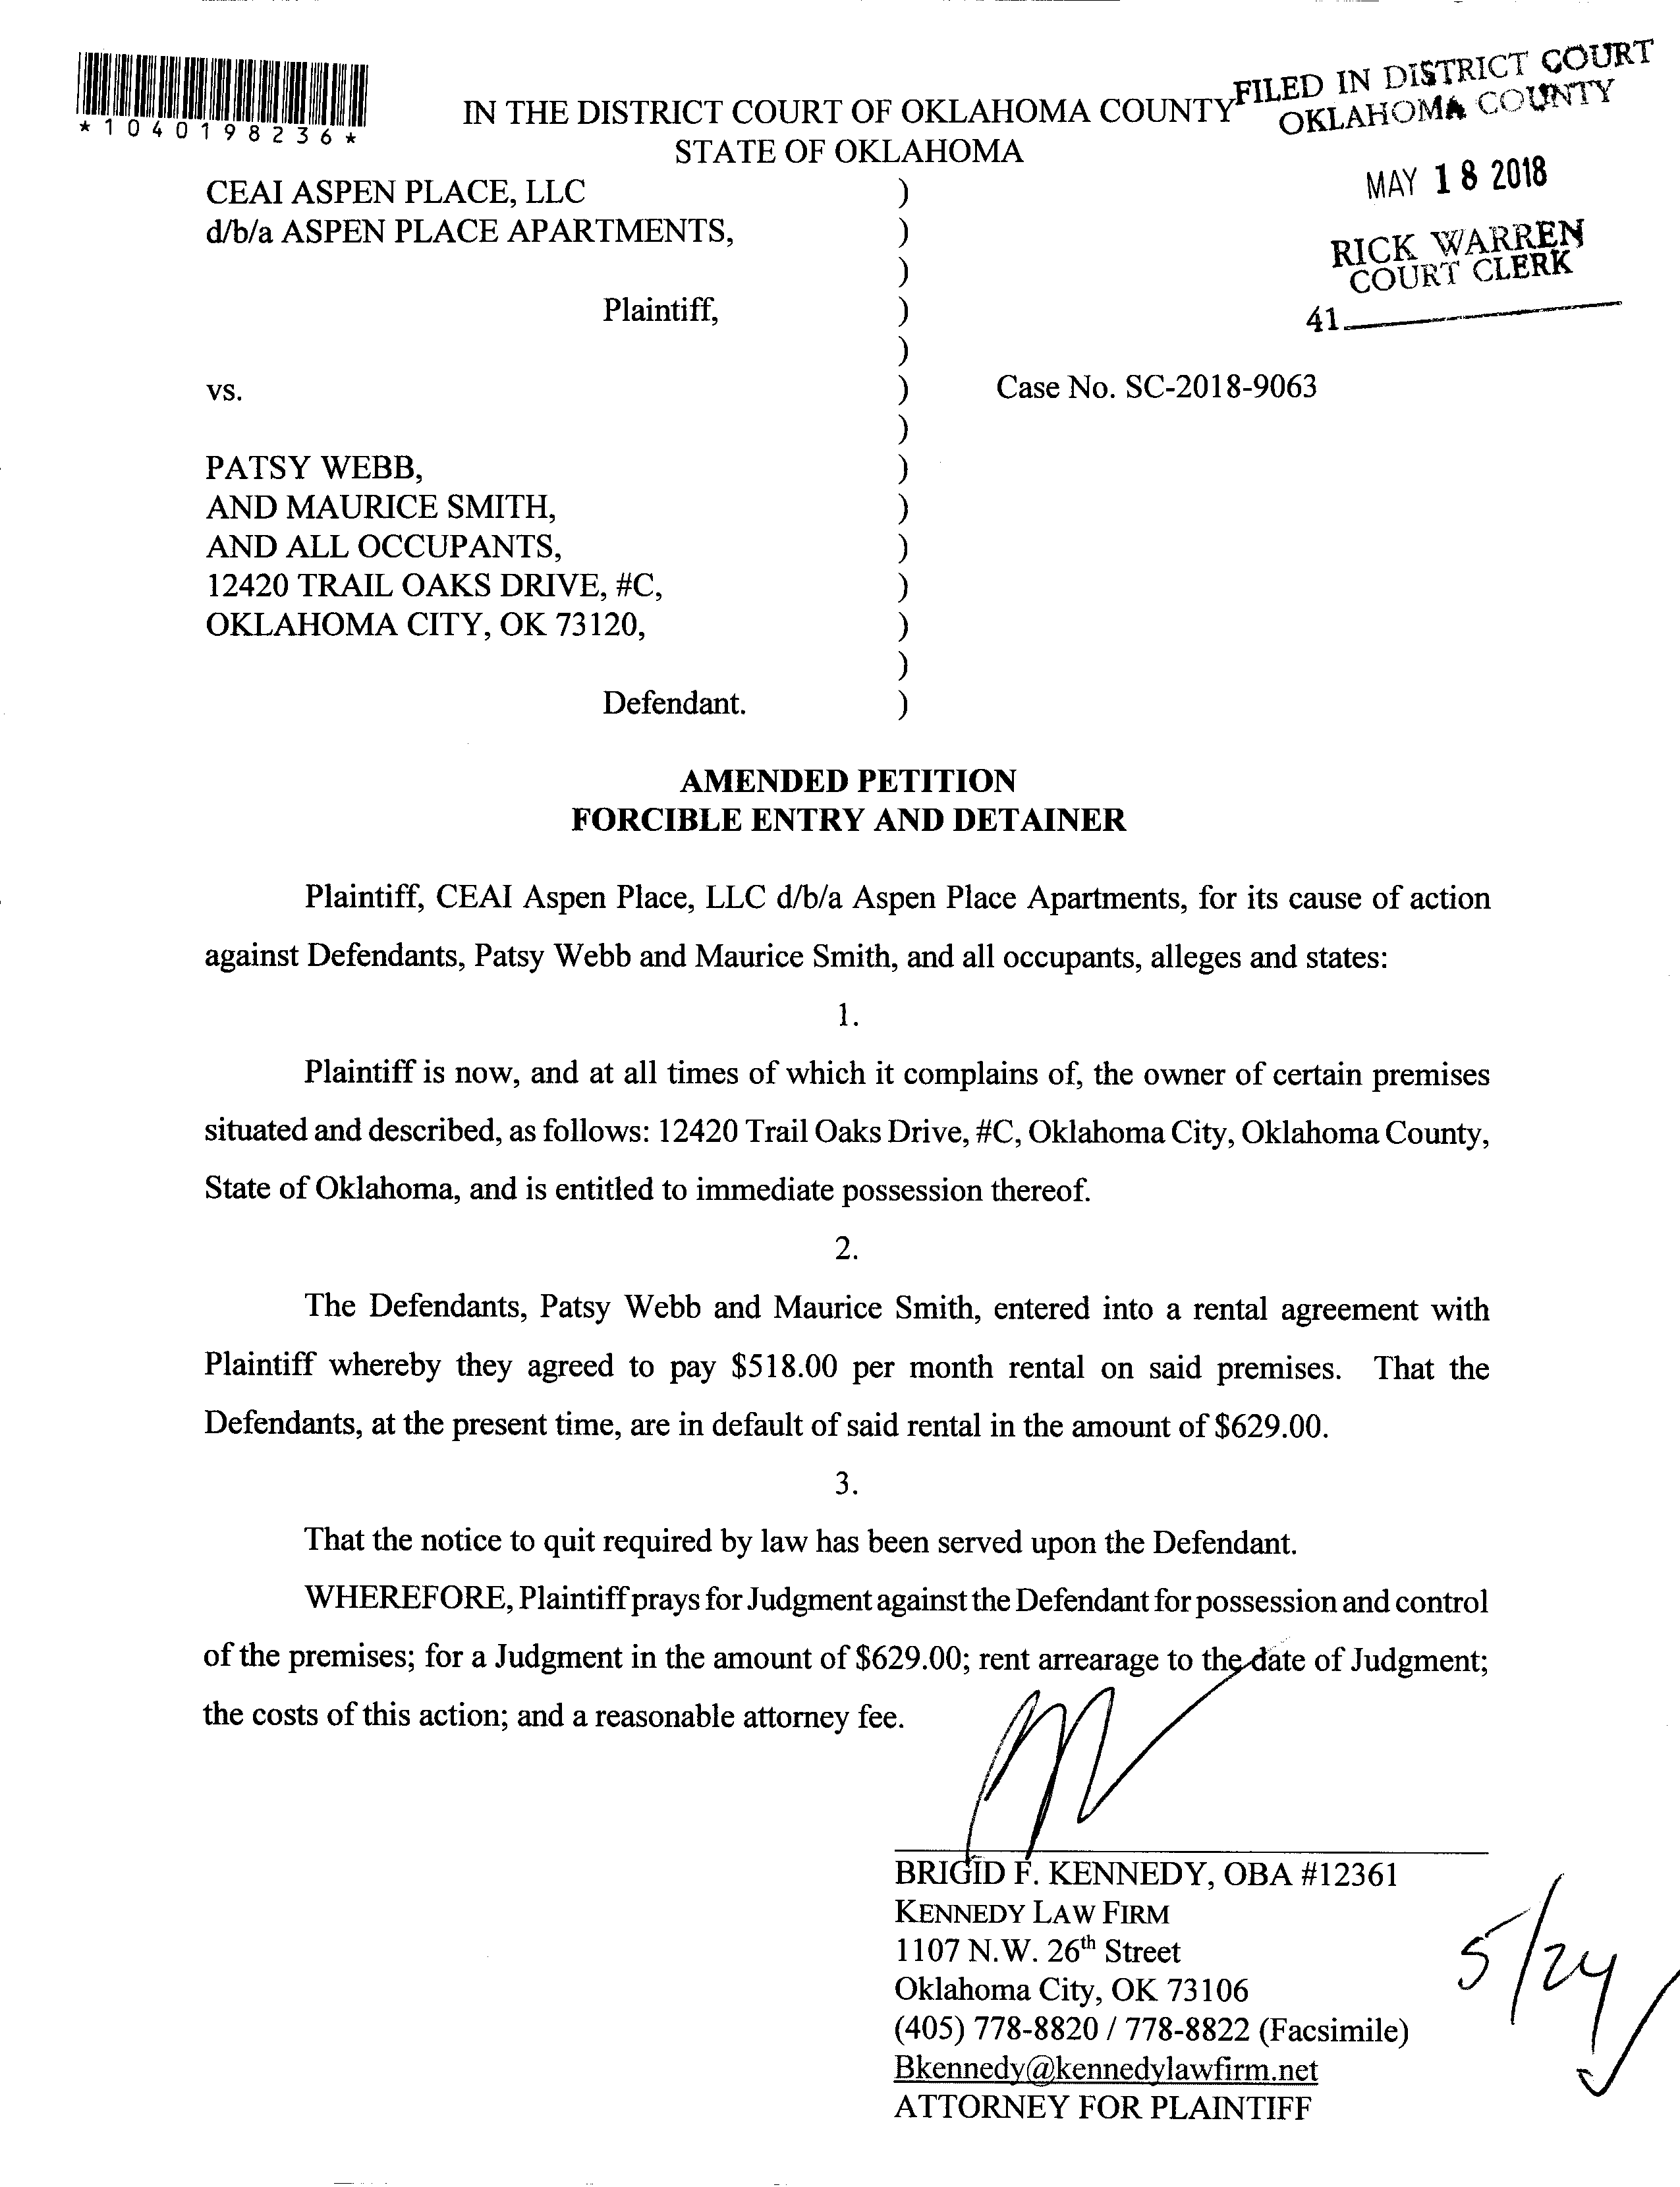 *1040198236*
IN THE DISTRICT COURT OF OKLAHOMA COUNTY
STATE OF OKLAHOMA
FILED IN DISTRICT COURT
OKLAHOMA COUNTY
MAY 18 2018
RICK WARREN
COURT CLERK
41
CEAI ASPEN PLACE, LLC )
d/b/a ASPEN PLACE APARTMENTS, )
)
Plaintiff, )
)
vs. ) Case No. SC-2018-9063
)
PATSY WEBB, )
AND MAURICE SMITH, )
AND ALL OCCUPANTS, )
12420 TRAIL OAKS DRIVE, #C, )
OKLAHOMA CITY, OK 73120, )
)
Defendant. )
AMENDED PETITION
FORCIBLE ENTRY AND DETAINER
Plaintiff, CEAI Aspen Place, LLC d/b/a Aspen Place Apartments, for its cause of action
against Defendants, Patsy Webb and Maurice Smith, and all occupants, alleges and states:
1.
Plaintiff is now, and at all times of which it complains of, the owner of certain premises
situated and described, as follows: 12420 Trail Oaks Drive, #C, Oklahoma City, Oklahoma County,
State of Oklahoma, and is entitled to immediate possession thereof.
2.
The Defendants, Patsy Webb and Maurice Smith, entered into a rental agreement with
Plaintiff whereby they agreed to pay $518.00 per month rental on said premises. That the
Defendants, at the present time, are in default of said rental in the amount of $629.00.
3.
That the notice to quit required by law has been served upon the Defendant.
WHEREFORE, Plaintiff prays for Judgment against the Defendant for possession and control
of the premises; for a Judgment in the amount of $629.00; rent arrearage to the date of Judgment;
the costs of this action; and a reasonable attorney fee.
BRIGID F. KENNEDY, OBA #12361
KENNEDY LAW FIRM
1107 N.W. 26th Street
Oklahoma City, OK 73106
(405) 778-8820 / 778-8822 (Facsimile)
Bkennedy@kennedylawfirm.net
ATTORNEY FOR PLAINTIFF
5/24